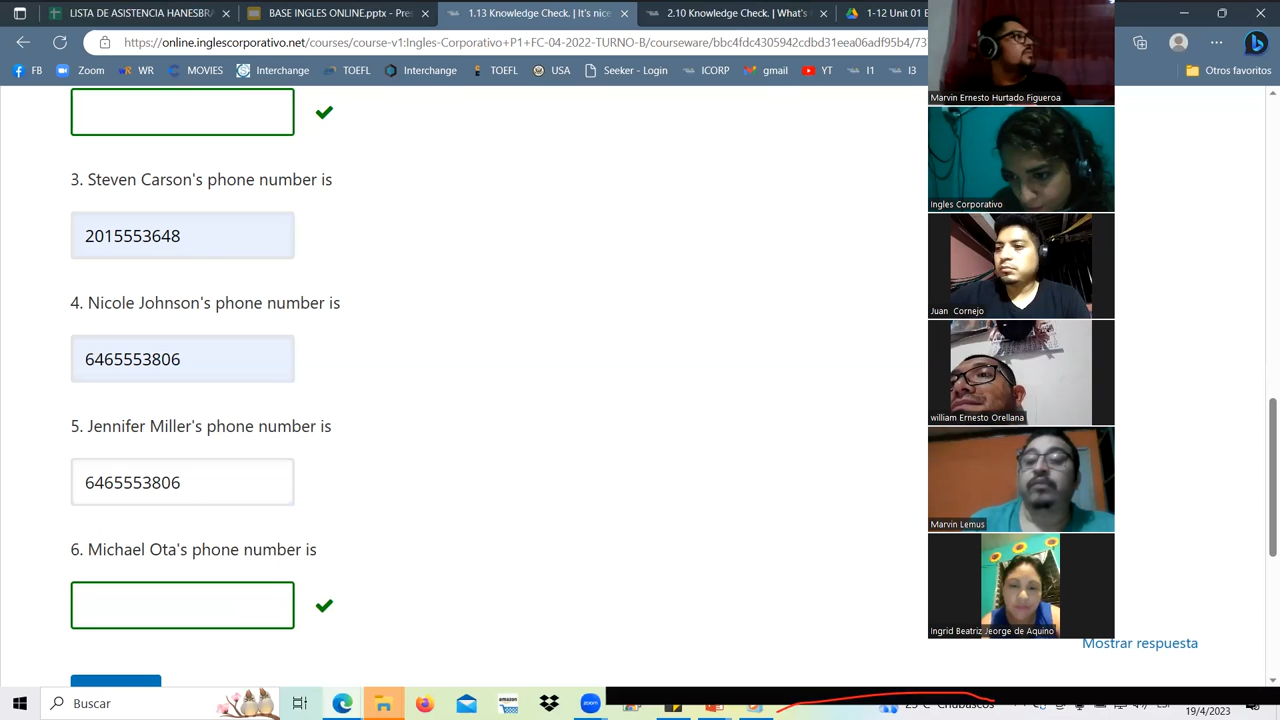 LISTA DE ASISTENCIA HANESBRA
BASE INGLES ONLINE.pptx - Pre
1.13 Knowledge Check. | It's nice
2.10 Knowledge Check. | What's
1-12 Unit 01
https://online.inglescorporativo.net/courses/course-v1:Ingles-Corporativo+P1+FC-04-2022-TURNO-B/courseware/bbc4fdc4305942cdbd31eea06adf95b4/73
FB Zoom WR MOVIES Interchange TOEFL Interchange TOEFL USA Seeker - Login ICORP gmail YT I1 I3 Otros favoritos
3. Steven Carson's phone number is
2015553648
4. Nicole Johnson's phone number is
6465553806
5. Jennifer Miller's phone number is
6465553806
6. Michael Ota's phone number is
Mostrar respuesta
Marvin Ernesto Hurtado Figueroa
Ingles Corporativo
Juan Cornejo
william Ernesto Orellana
Marvin Lemus
Ingrid Beatriz Jeorge de Aquino
Buscar
amazon
zoom
Chubascos
19/4/2023